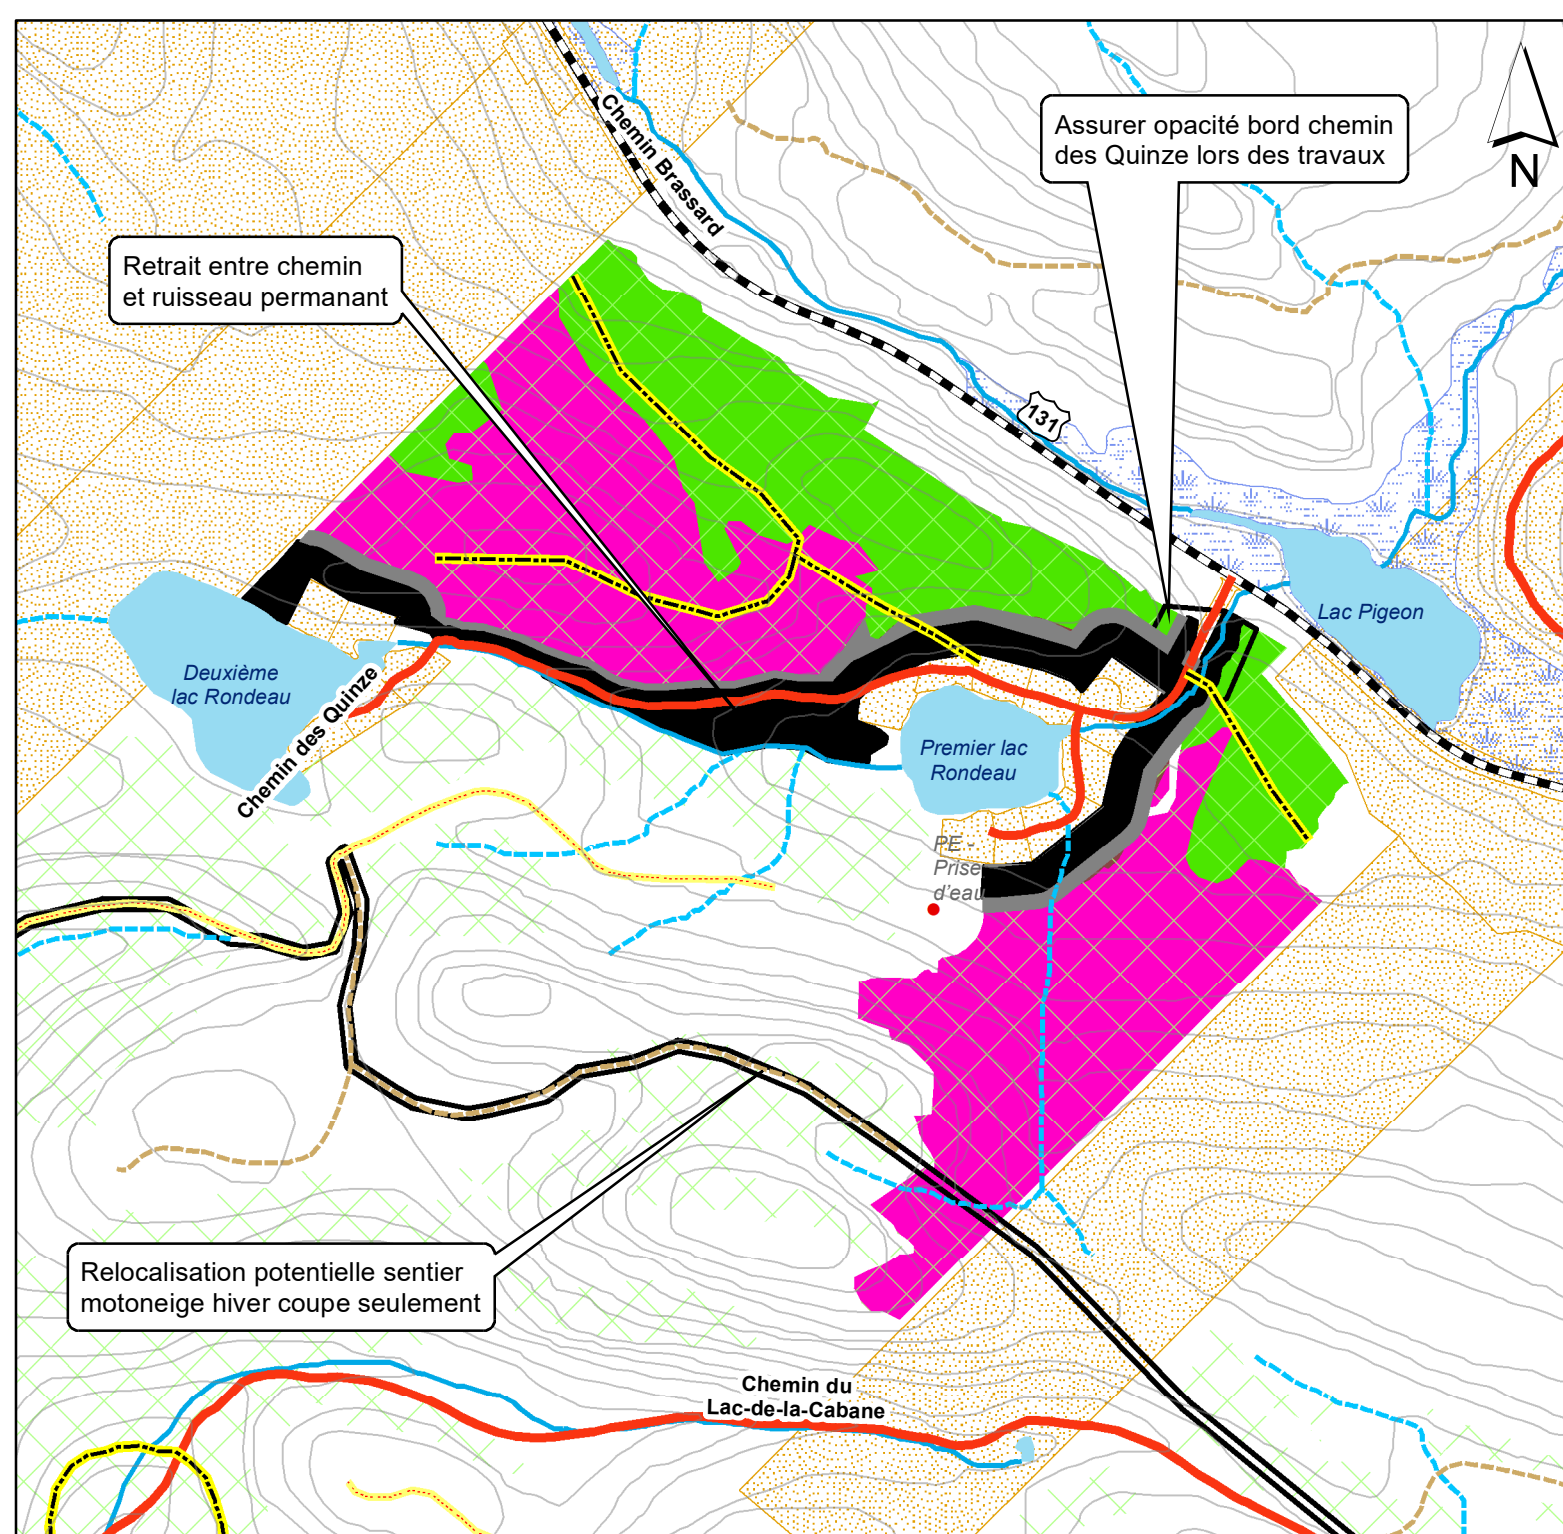 Chemin Brassard
Assurer opacité bord chemin
des Quinze lors des travaux
N
Retrait entre chemin
et ruisseau permanant
131
Lac Pigeon
Deuxième
lac Rondeau
Chemin des Quinze
Premier lac
Rondeau
PE -
Prise
d'eau
Relocalisation potentielle sentier
motoneige hiver coupe seulement
Chemin du
Lac-de-la-Cabane